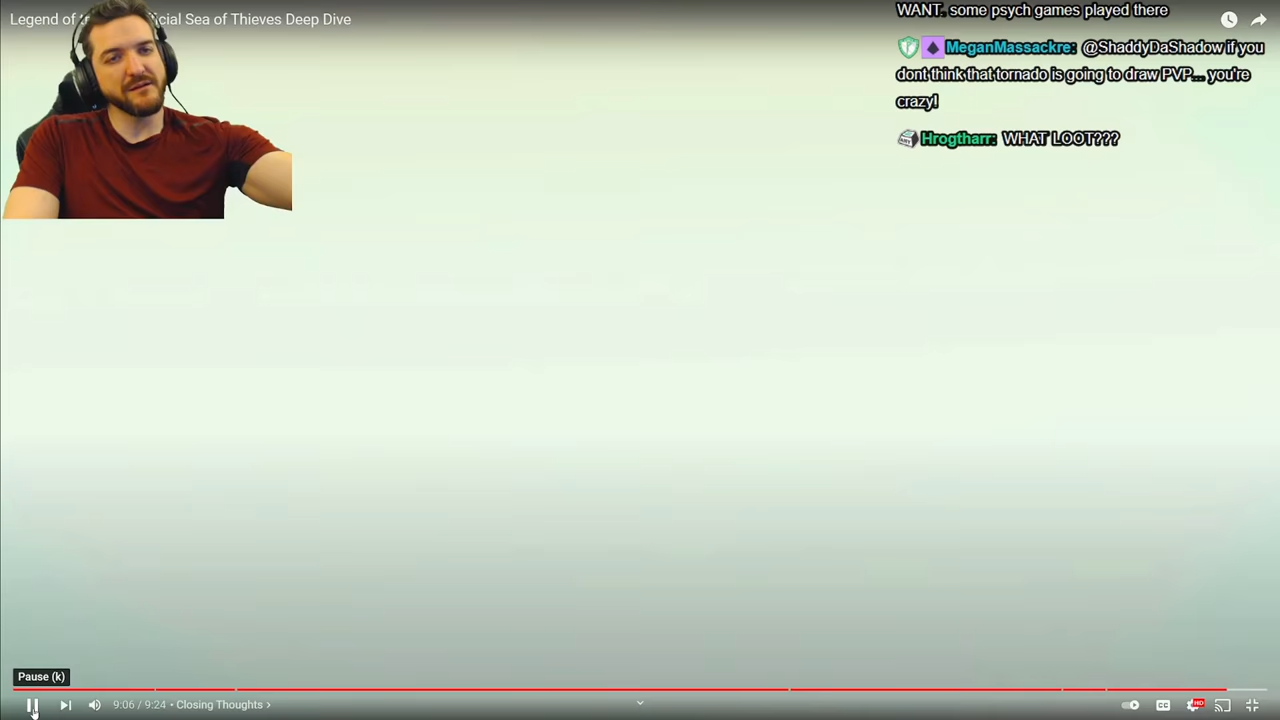 Legend of t
icial Sea of Thieves Deep Dive
WANT. some psych games played there
MeganMassackre: @ShaddyDaShadow if you
dont think that tornado is going to draw PVP... you're
crazy!
Hrogtharr: WHAT LOOT???
Pause (k)
9:06 / 9:24 • Closing Thoughts ›
CC
HD